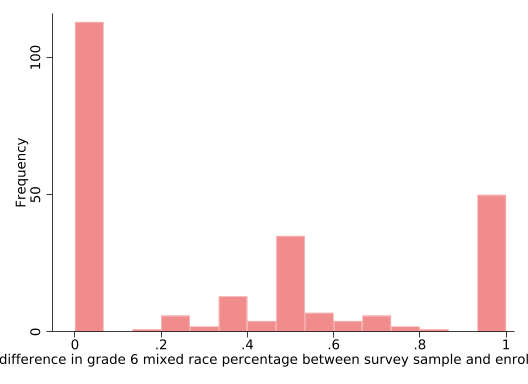 100
50
0
Frequency
0 .2 .4 .6 .8 1
difference in grade 6 mixed race percentage between survey sample and enrol